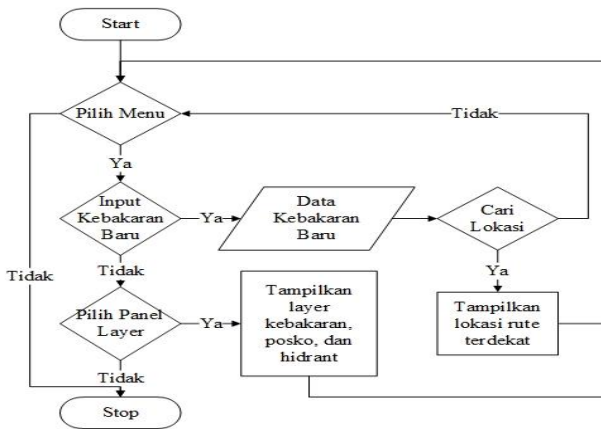 Start
Pilih Menu
Tidak
Ya
Input
Kebakaran
Baru
Ya
Data
Kebakaran
Baru
Cari
Lokasi
Tidak
Tidak
Ya
Pilih Panel
Layer
Ya
Tampilkan
layer
kebakaran,
posko, dan
hidrant
Tampilkan
lokasi rute
terdekat
Tidak
Stop